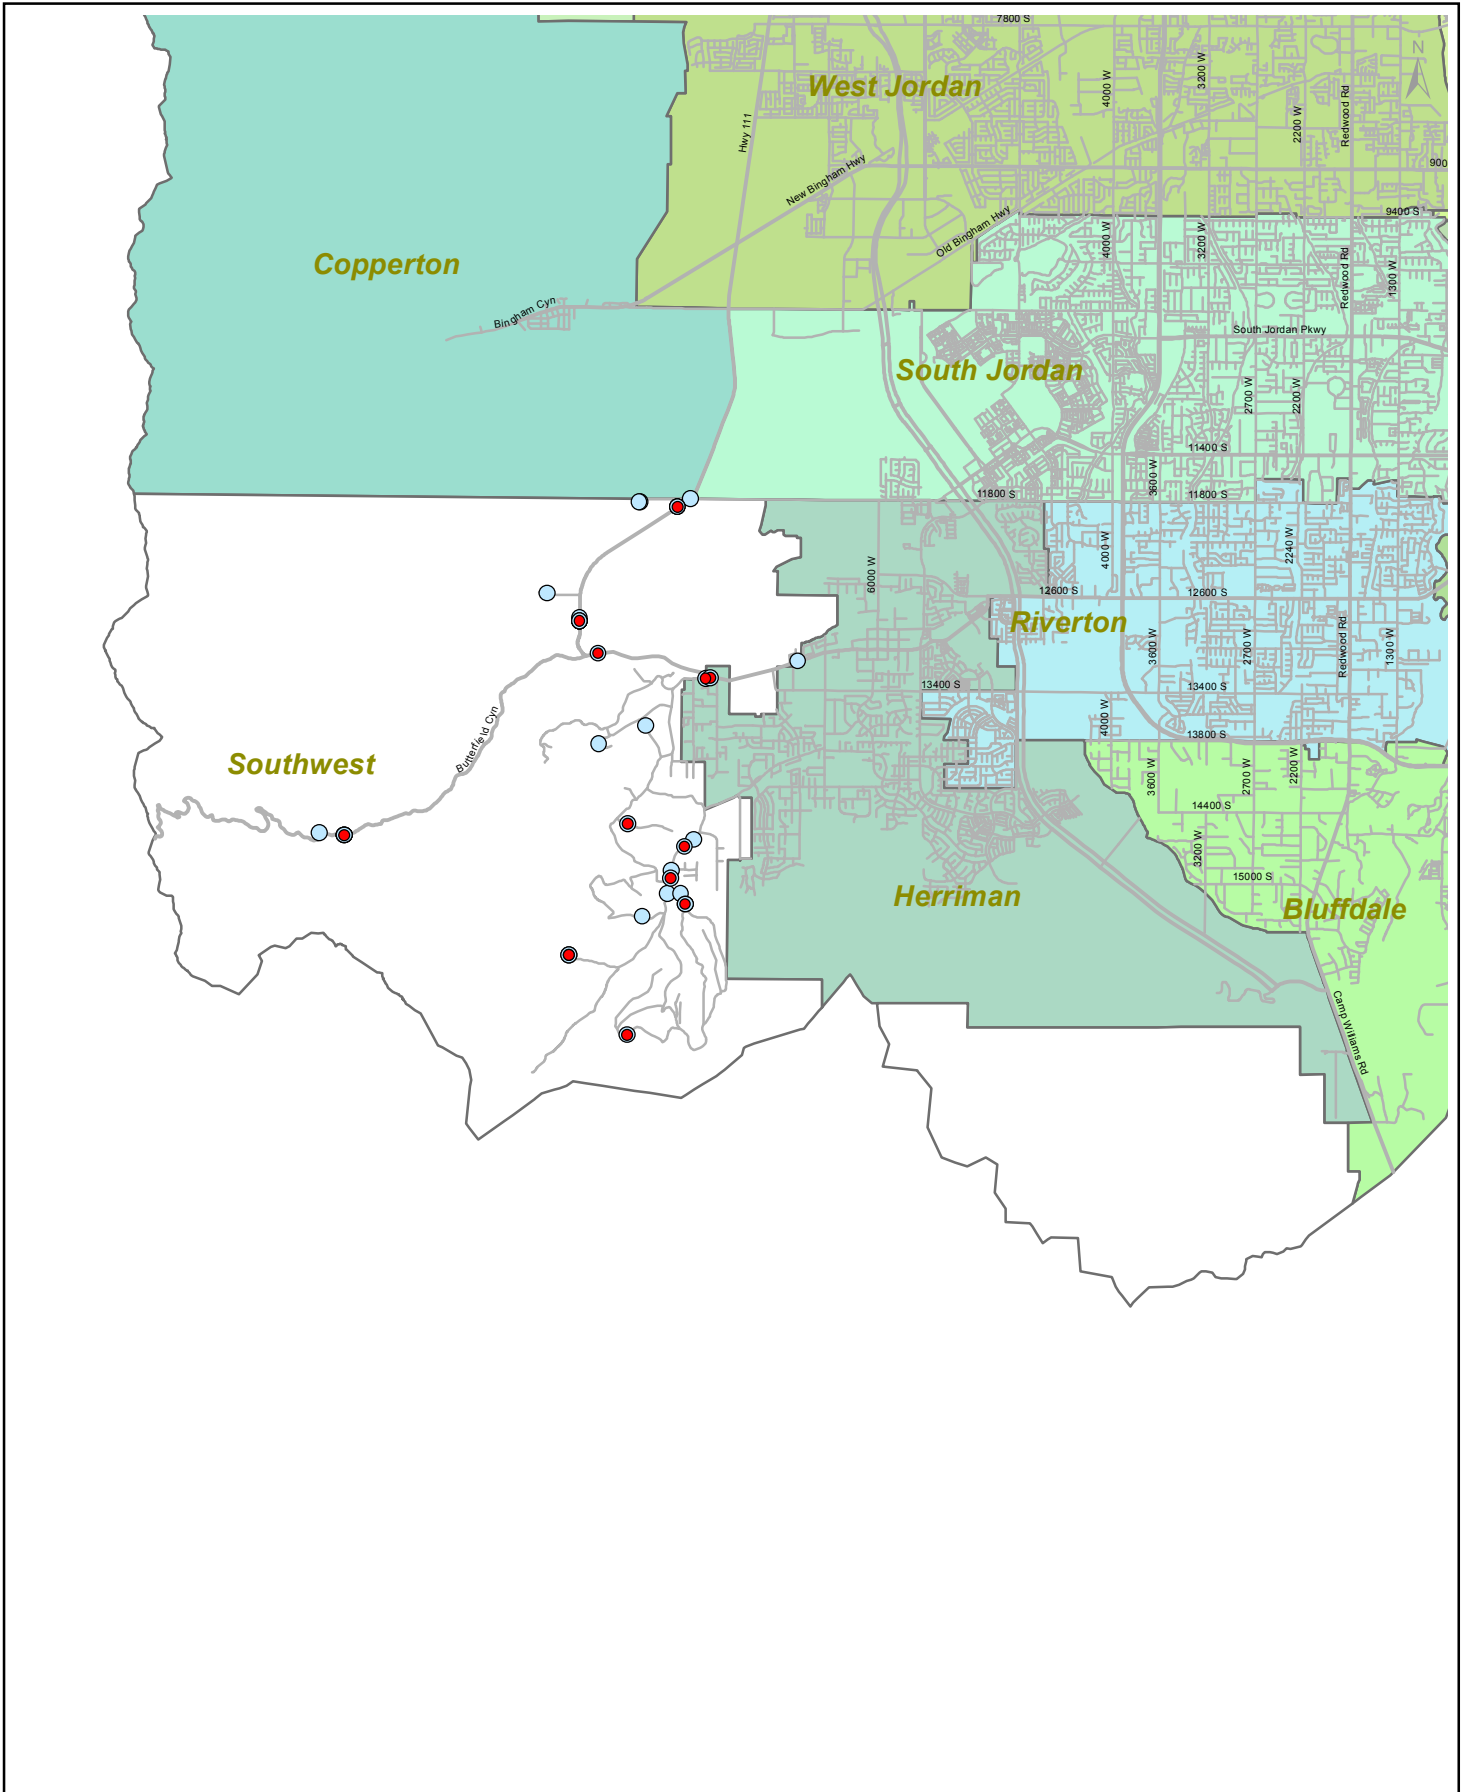 7800 S
N
West Jordan
4000 W
3200 W
2200 W
Redwood Rd
Hwy 111
New Bingham Hwy
900
Old Bingham Hwy
9400 S
Copperton
4000 W
3200 W
Redwood Rd
1300 W
Bingham Cyn
South Jordan Pkwy
South Jordan
2700 W
2200 W
11400 S
3600 W
11800 S
11800 S
4000 W
2240 W
6000 W
12600 S
12600 S
Riverton
3600 W
2700 W
Redwood Rd
1300 W
13400 S
13400 S
4000 W
13800 S
Butterfield Cyn
Southwest
3600 W
2700 W
2200 W
14400 S
3200 W
15000 S
Herriman
Bluffdale
Camp Williams Rd